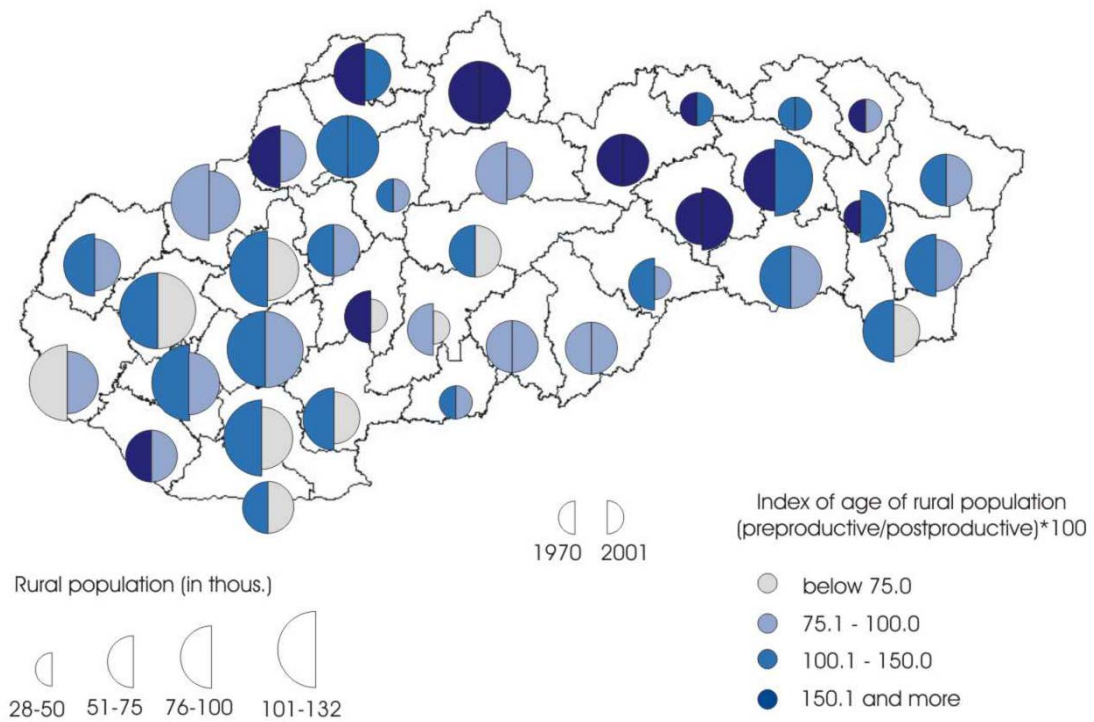 1970 2001
Index of age of rural population
(preproductive/postproductive)*100
below 75.0
75.1 - 100.0
100.1 - 150.0
150.1 and more
Rural population (in thous.)
28-50 51-75 76-100 101-132